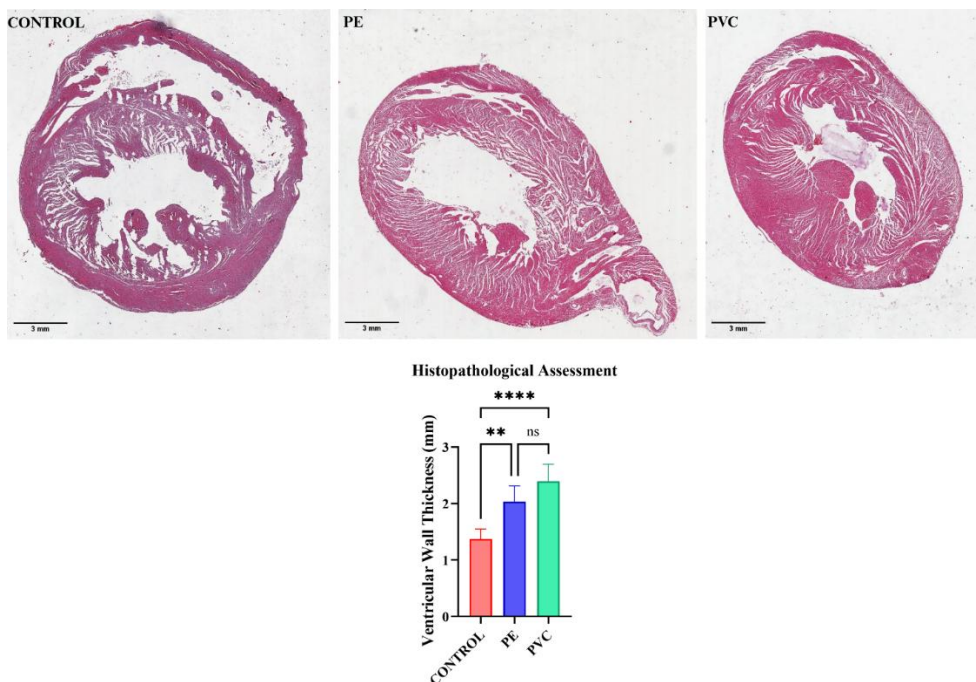 CONTROL
PE
PVC
3 mm
3 mm
3 mm
Histopathological Assessment
****
**
ns
Ventricular Wall Thickness (mm)
3
2
1
0
CONTROL
PE
PVC